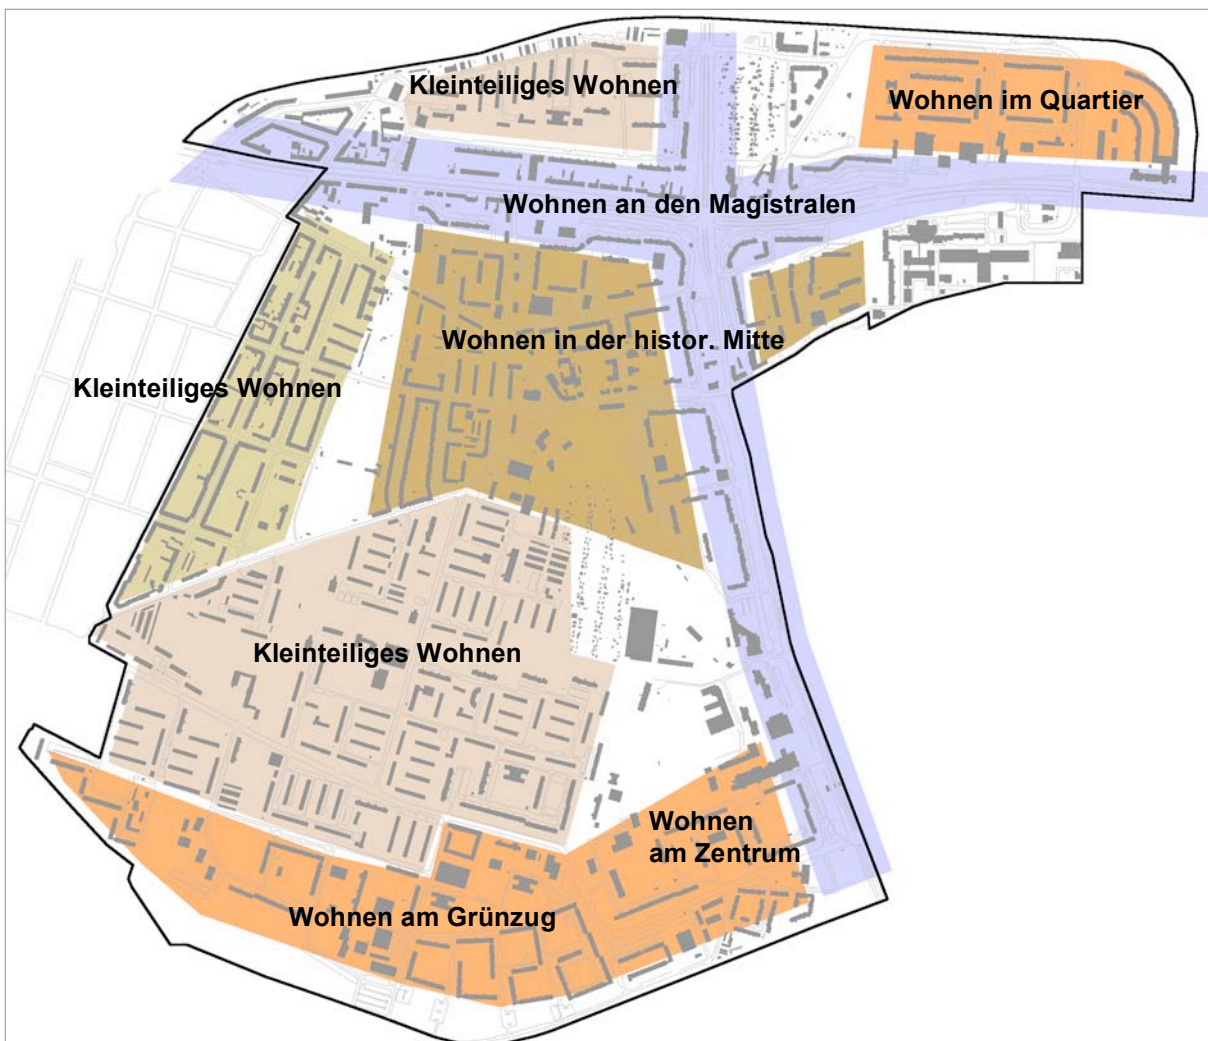 Kleinteiliges Wohnen
Wohnen im Quartier
Wohnen an den Magistralen
Wohnen in der histor. Mitte
Kleinteiliges Wohnen
Kleinteiliges Wohnen
Wohnen
am Zentrum
Wohnen am Grünzug